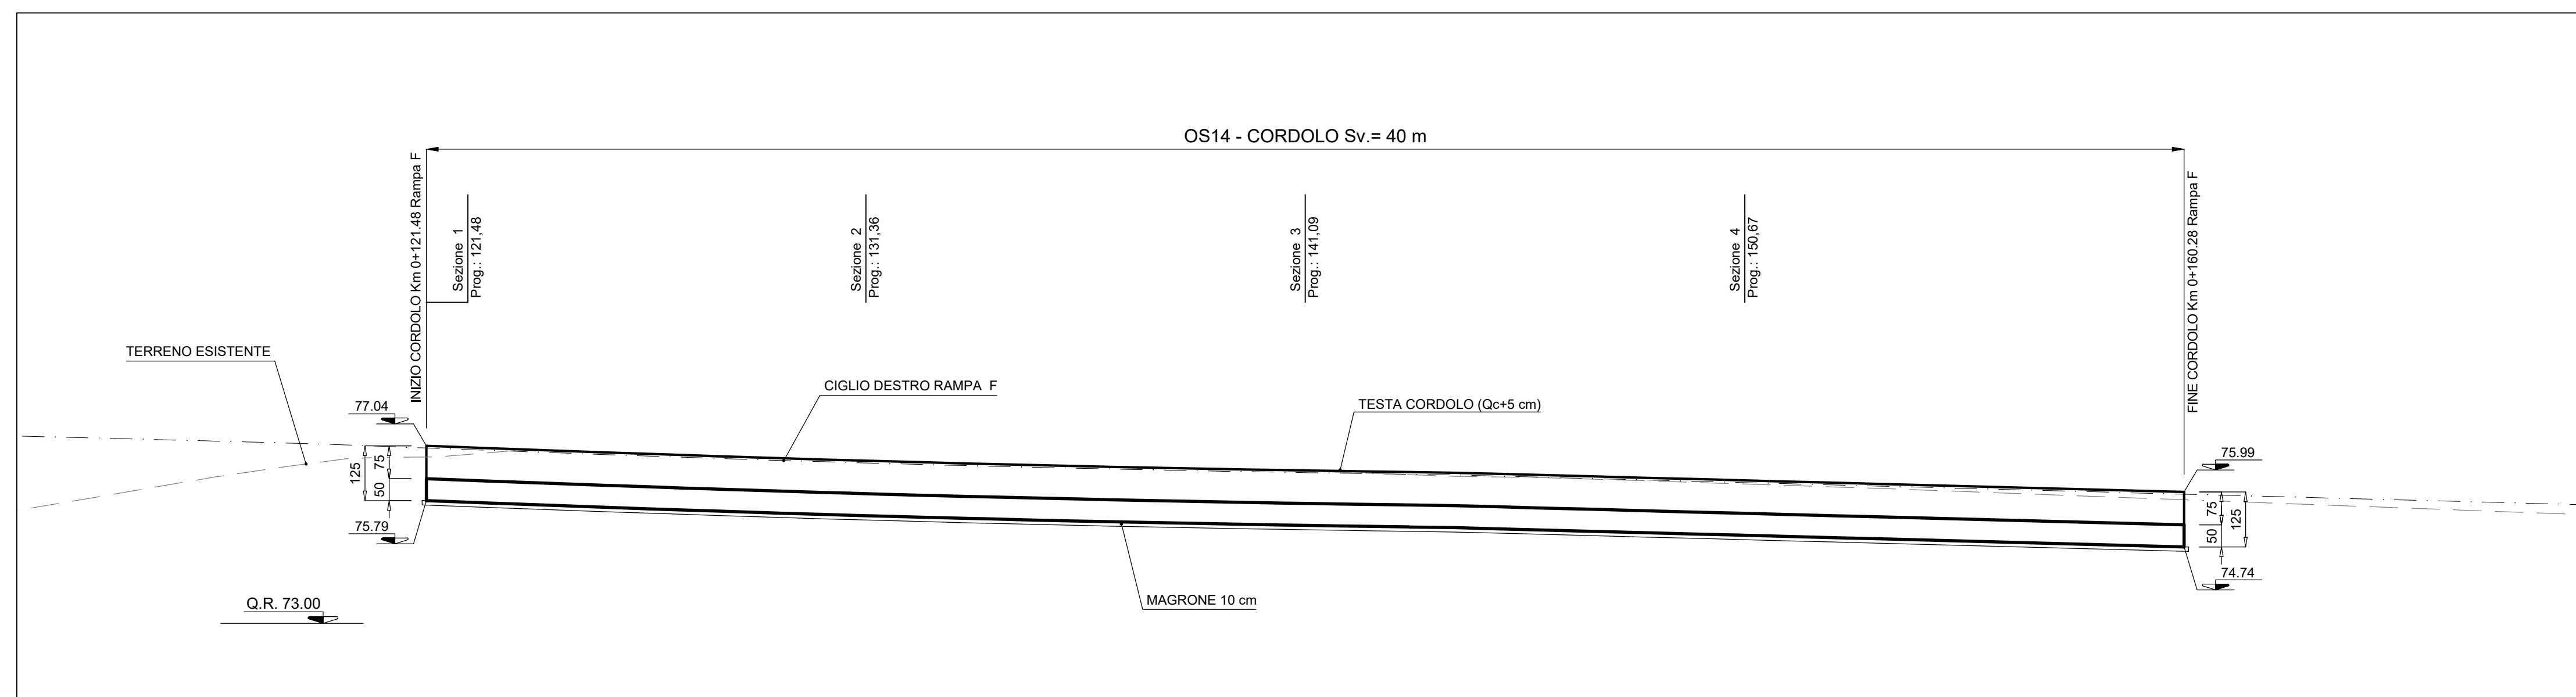 OS14 - CORDOLO Sv.= 40 m
INIZIO CORDOLO Km 0+121.48 Rampa F
Sezione 1
Prog.: 121,48
Sezione 2
Prog.: 131,36
Sezione 3
Prog.: 141,09
Sezione 4
Prog.: 150,67
FINE CORDOLO Km 0+160.28 Rampa F
TERRENO ESISTENTE
CIGLIO DESTRO RAMPA F
TESTA CORDOLO (Qc+5 cm)
77.04
125
75
50
75.79
75.99
75
50
125
74.74
MAGRONE 10 cm
Q.R. 73.00